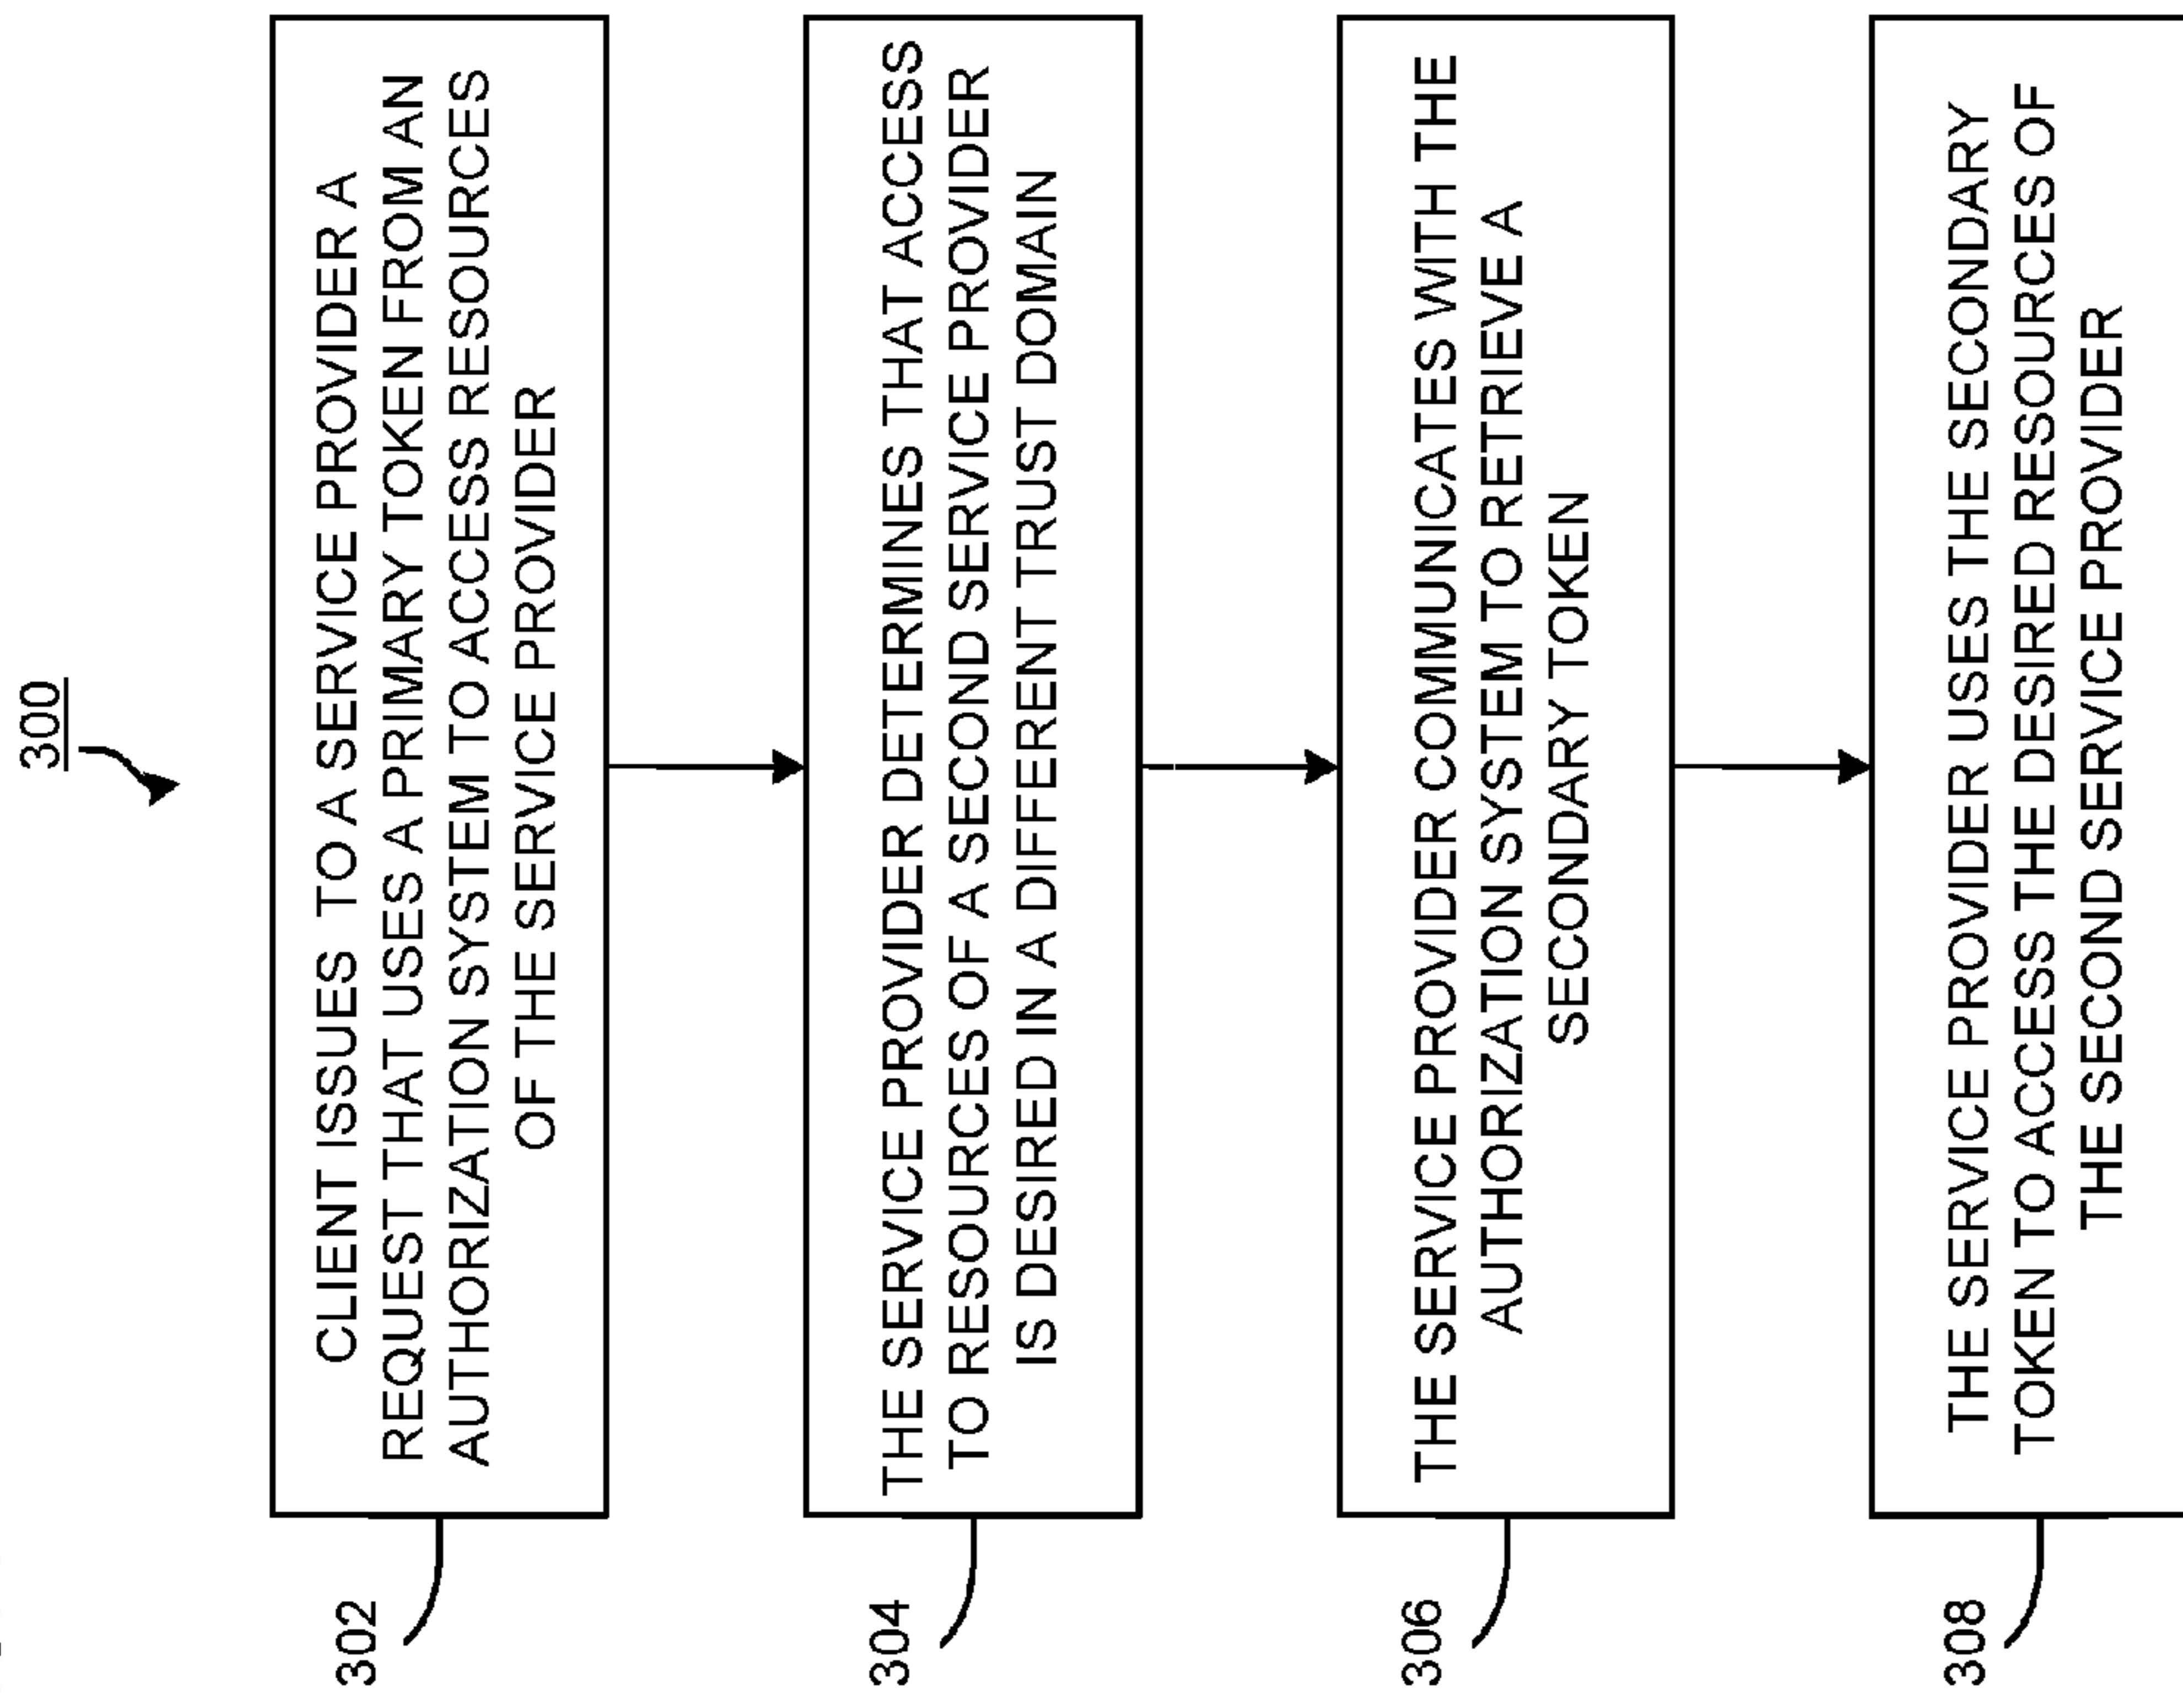 300
302
CLIENT ISSUES TO A SERVICE PROVIDER A
REQUEST THAT USES A PRIMARY TOKEN FROM AN
AUTHORIZATION SYSTEM TO ACCESS RESOURCES
OF THE SERVICE PROVIDER
304
THE SERVICE PROVIDER DETERMINES THAT ACCESS
TO RESOURCES OF A SECOND SERVICE PROVIDER
IS DESIRED IN A DIFFERENT TRUST DOMAIN
306
THE SERVICE PROVIDER COMMUNICATES WITH THE
AUTHORIZATION SYSTEM TO RETRIEVE A
SECONDARY TOKEN
308
THE SERVICE PROVIDER USES THE SECONDARY
TOKEN TO ACCESS THE DESIRED RESOURCES OF
THE SECOND SERVICE PROVIDER